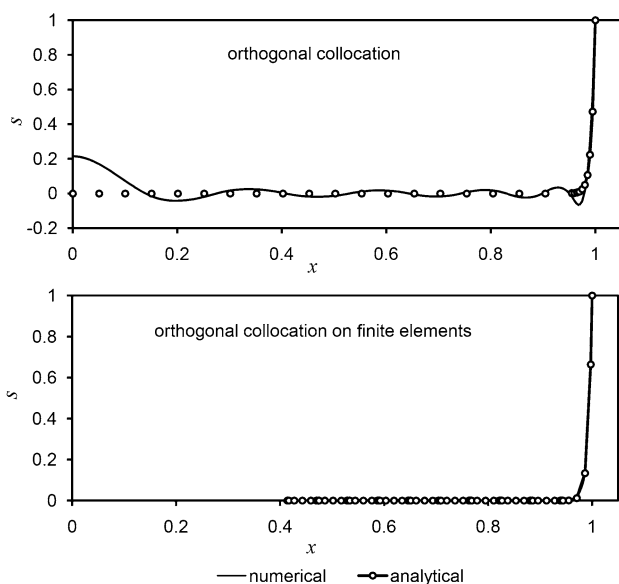 1
orthogonal collocation
0.8
0.6
s
0.4
0.2
0
-0.2
0 0.2 0.4 0.6 0.8 1
x
1
orthogonal collocation on finite elements
0.8
0.6
s
0.4
0.2
0
0 0.2 0.4 0.6 0.8 1
x
numerical analytical